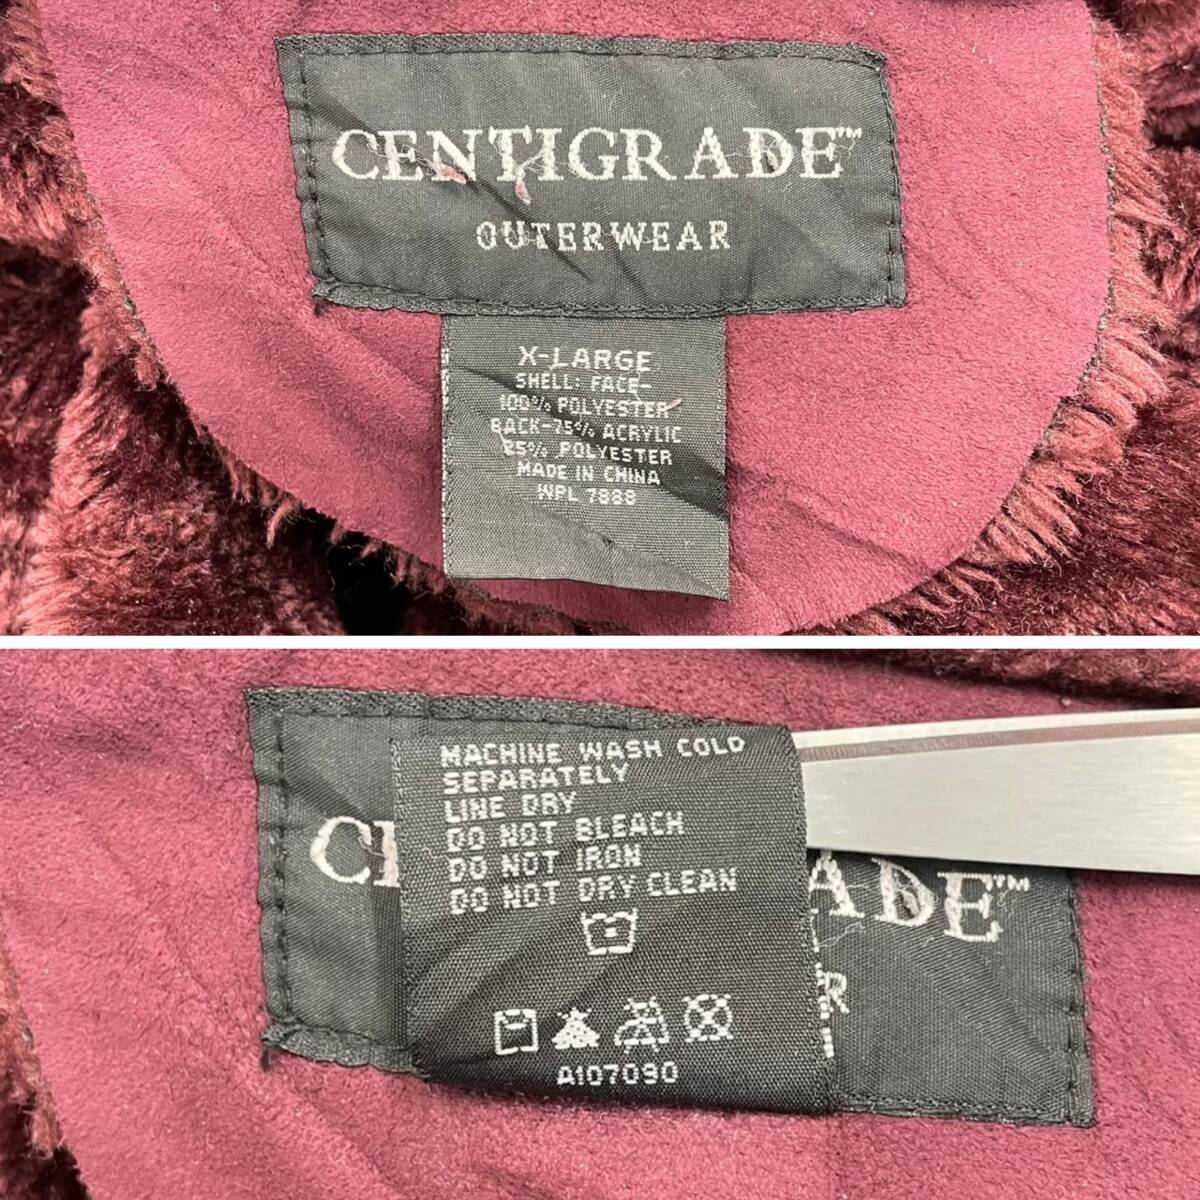 CENTIGRADE™
OUTERWEAR
X-LARGE
SHELL: FACE-
100% POLYESTER
BACK-75% ACRYLIC
25% POLYESTER
MADE IN CHINA
WPL 7888
MACHINE WASH COLD
SEPARATELY
LINE DRY
DO NOT BLEACH
DO NOT IRON
DO NOT DRY CLEAN
A107090
C
ADE™
R